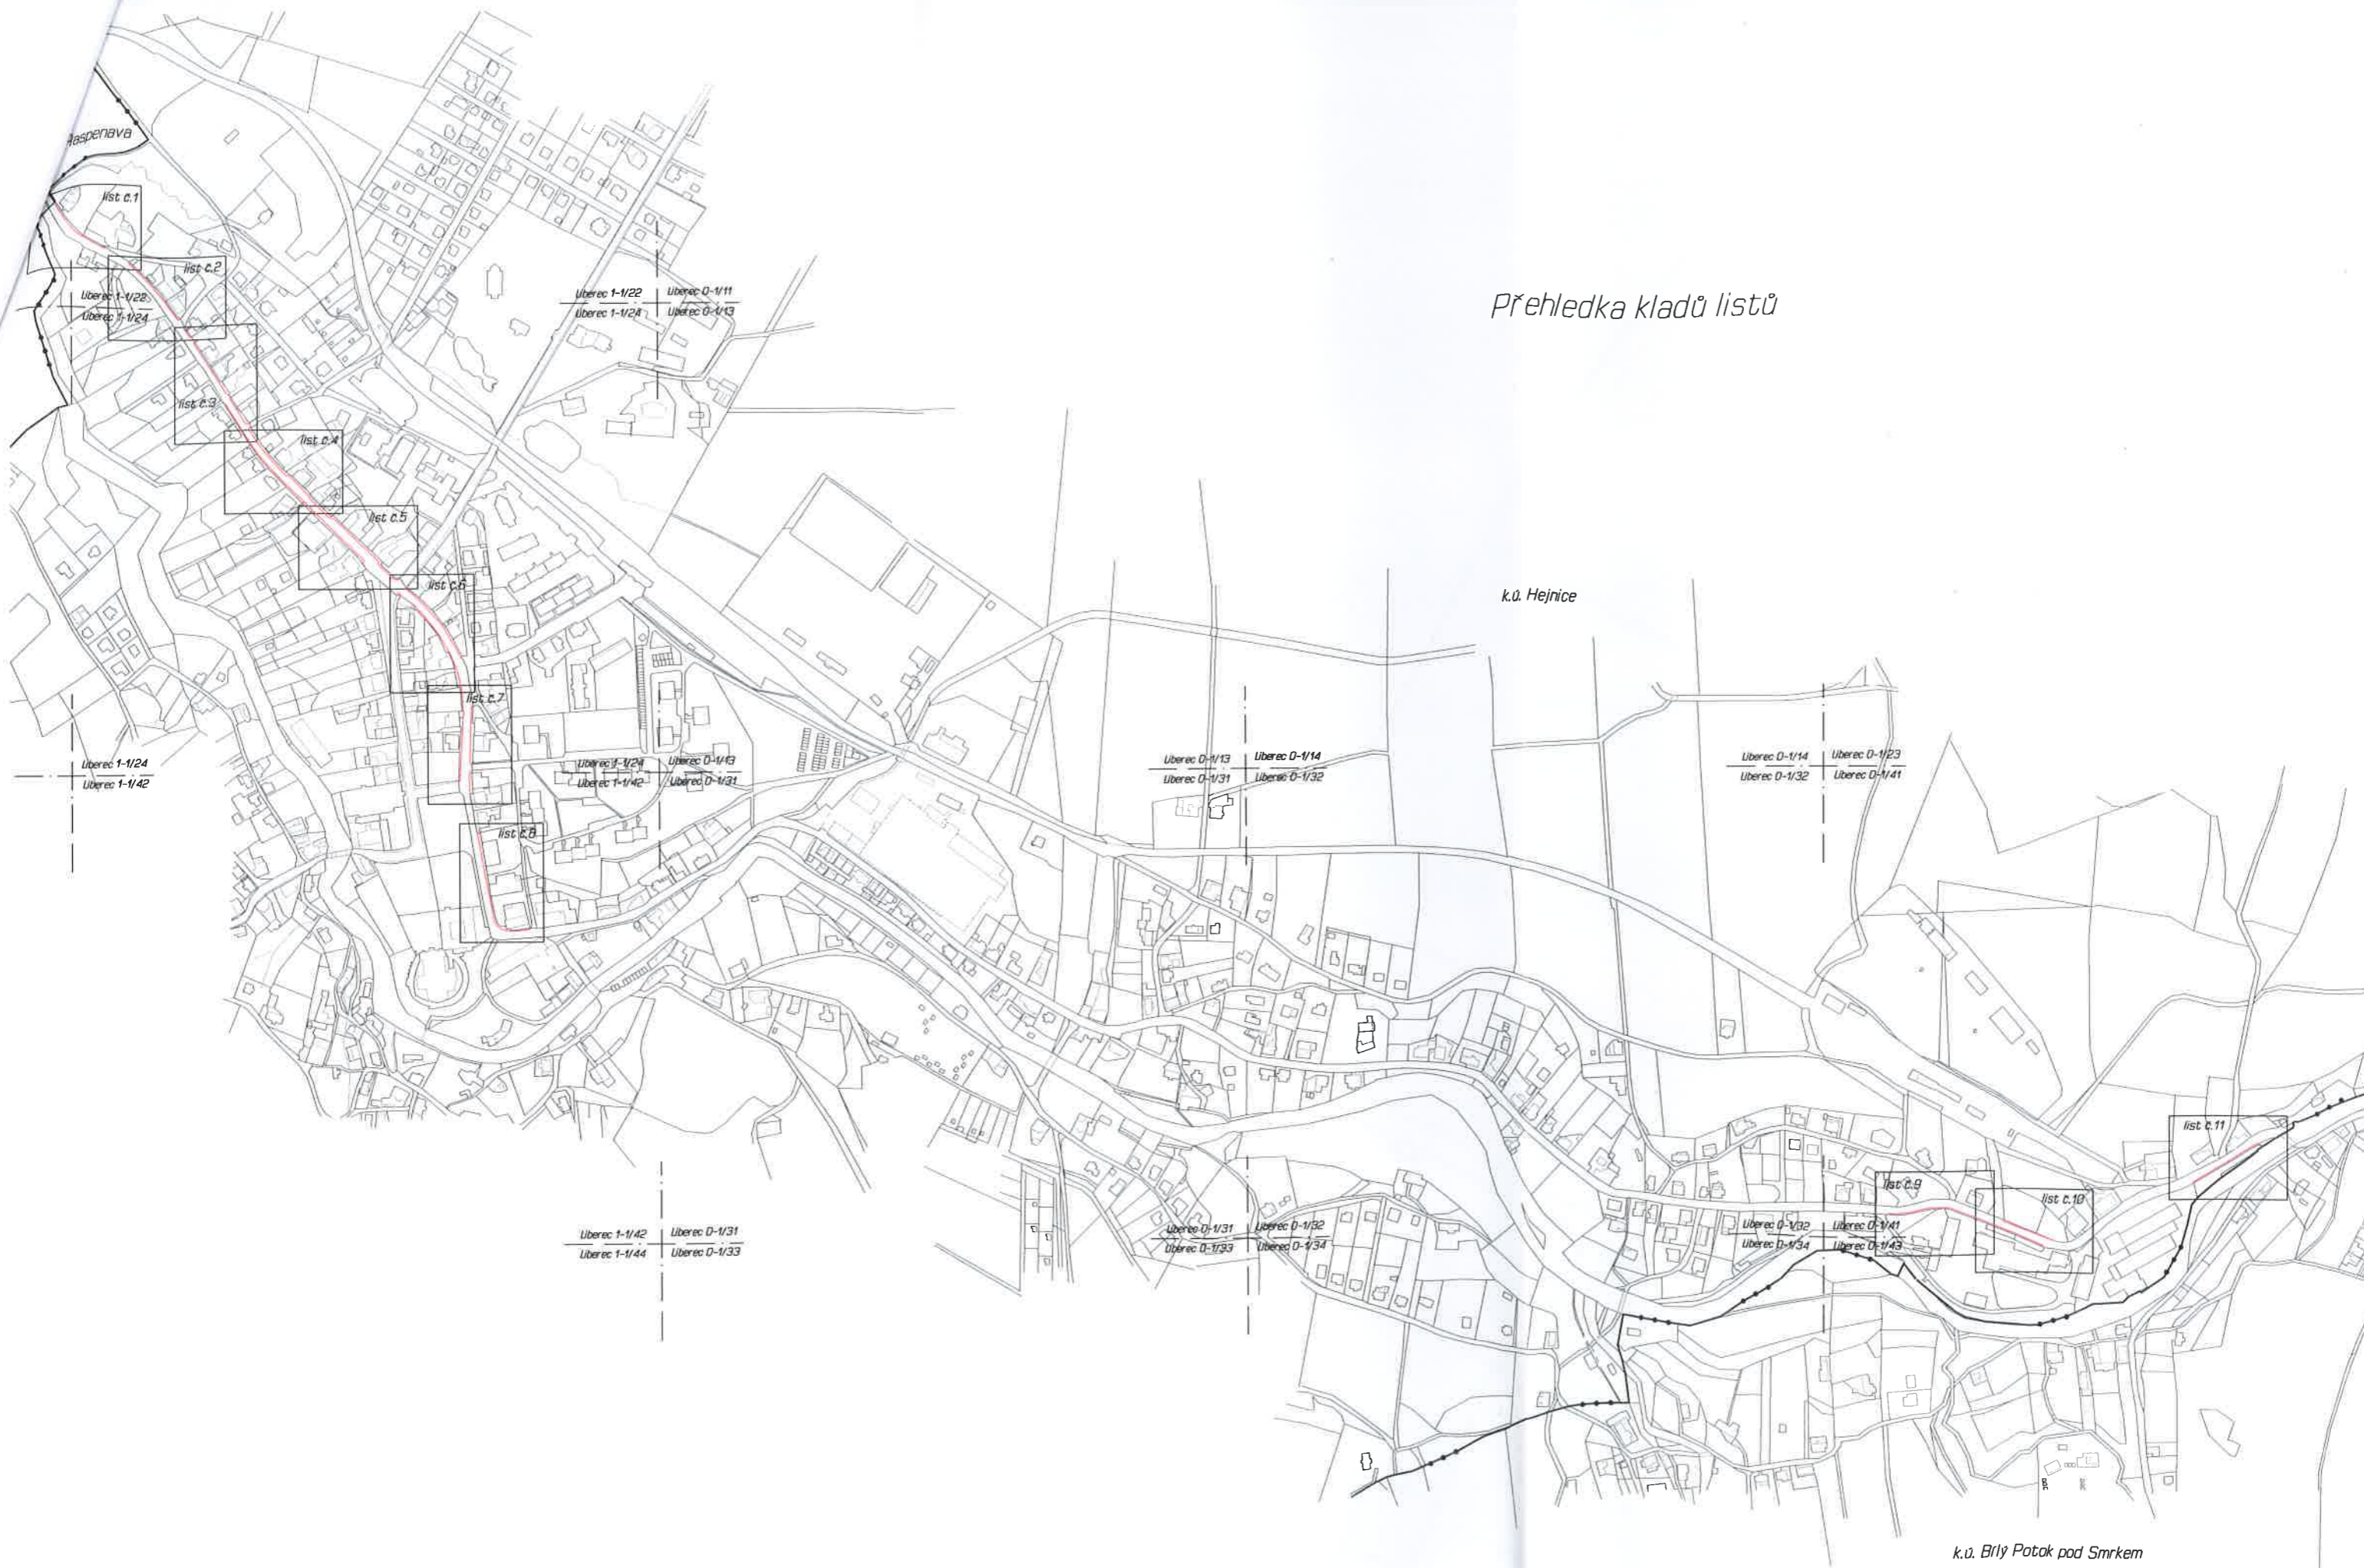 Raspenava
list č.1
list č.2
Liberec 1-1/22
Liberec 1-1/24
Liberec 1-1/22 Liberec 0-1/11
Liberec 1-1/24 Liberec 0-1/13
Přehledka kladů listů
list č.3
list č.4
list č.5
list č.6
k.ú. Hejnice
list č.7
Liberec 1-1/24
Liberec 1-1/42
Liberec 1-1/24 Liberec 0-1/13
Liberec 1-1/42 Liberec 0-1/31
Liberec 0-1/13 Liberec 0-1/14
Liberec 0-1/31 Liberec 0-1/32
Liberec 0-1/14 Liberec 0-1/23
Liberec 0-1/32 Liberec 0-1/41
list č.8
list č.11
list č.9
list č.10
Liberec 1-1/42 Liberec 0-1/31
Liberec 1-1/44 Liberec 0-1/33
Liberec 0-1/31 Liberec 0-1/32
Liberec 0-1/33 Liberec 0-1/34
Liberec 0-1/32 Liberec 0-1/41
Liberec 0-1/34 Liberec 0-1/43
k.ú. Bílý Potok pod Smrkem